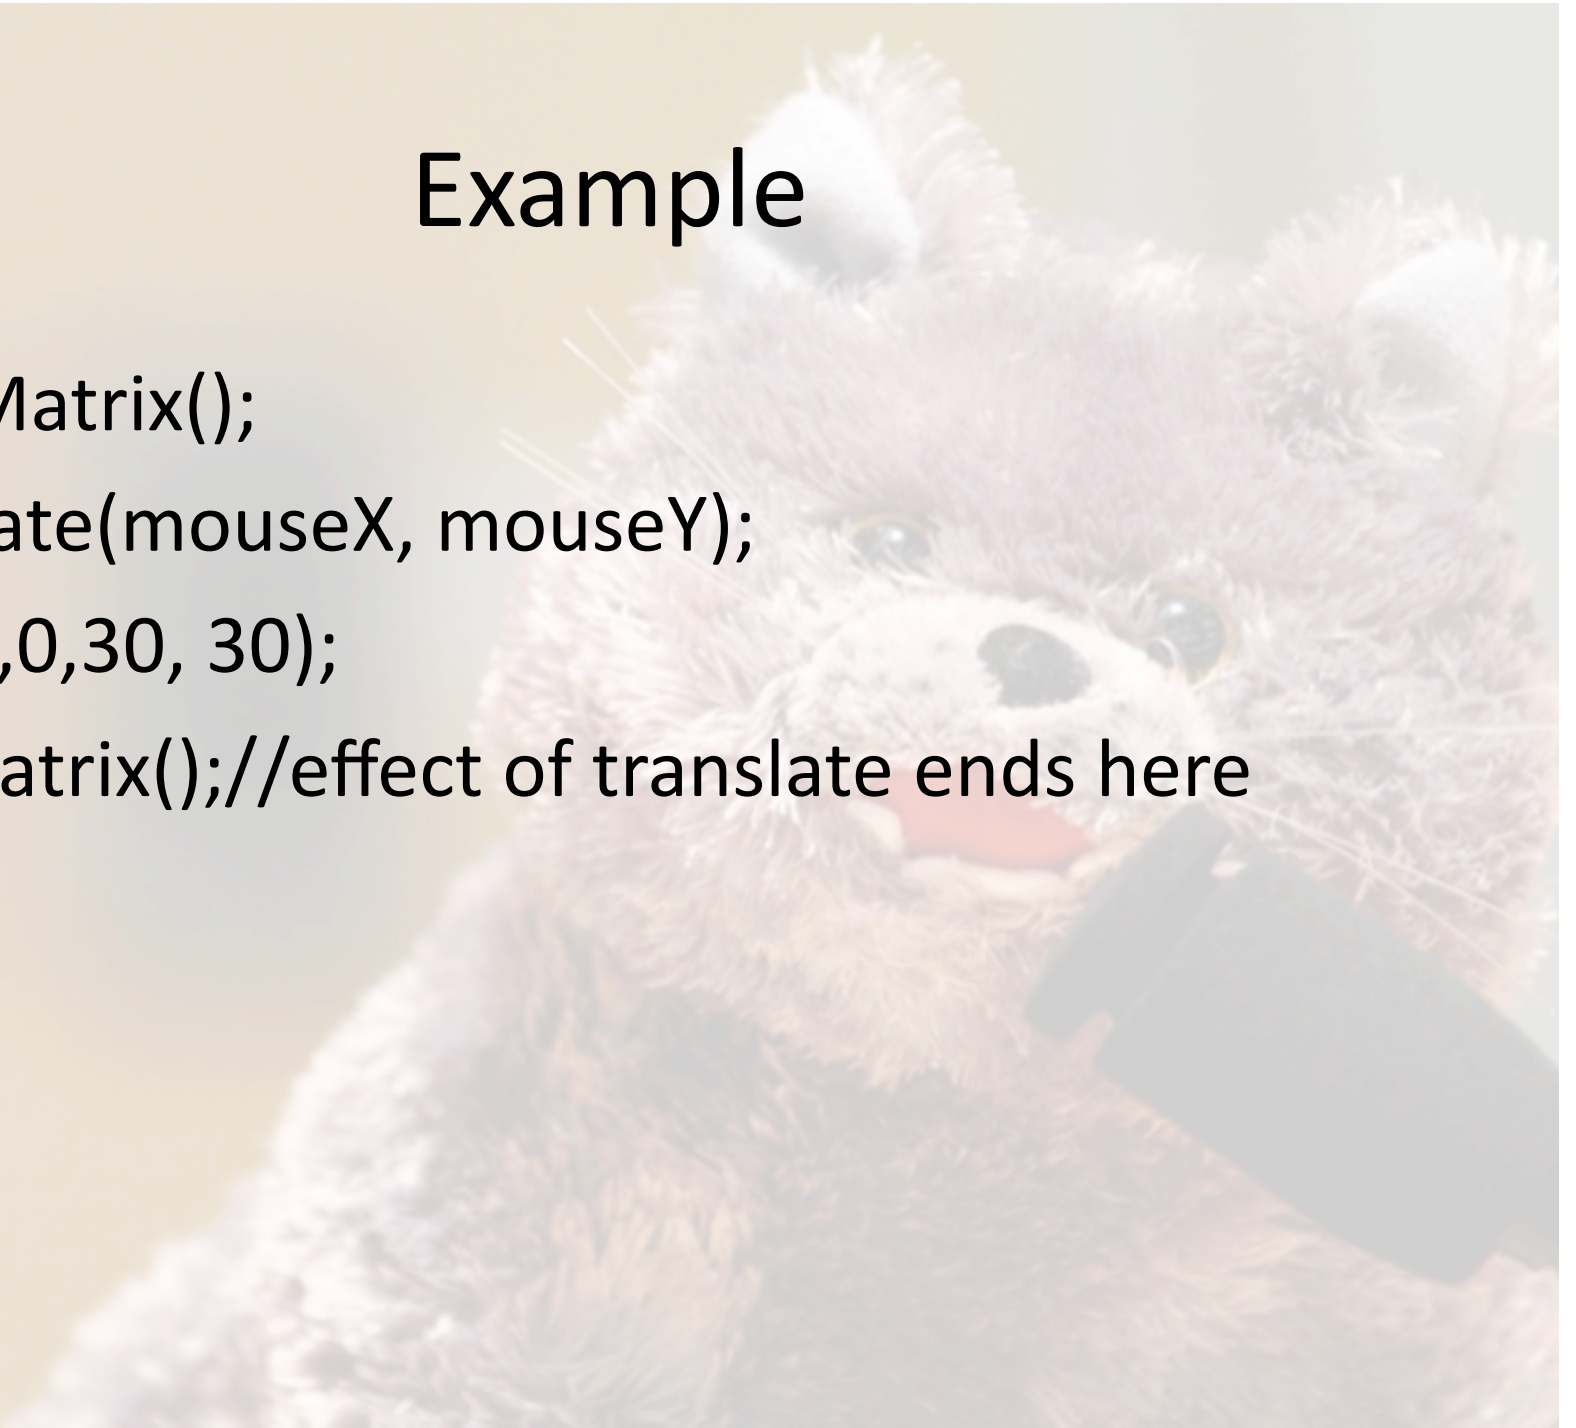 Example
Matrix();
ate(mouseX, mouseY);
,0,30, 30);
atrix();//effect of translate ends here